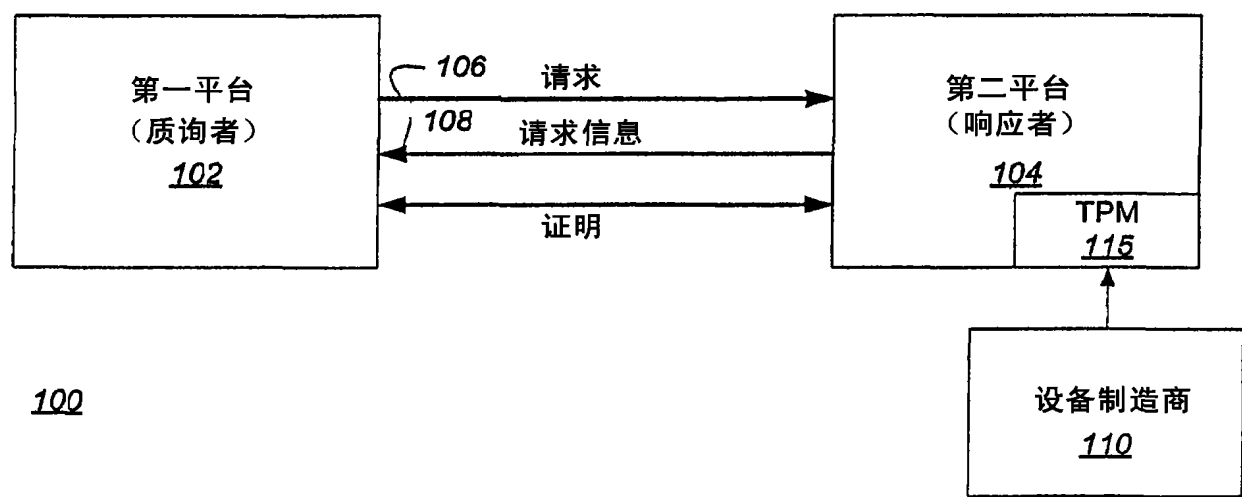 第一平台
（质询者）
102
106
请求
108
请求信息
证明
第二平台
（响应者）
104
TPM
115
100
设备制造商
110